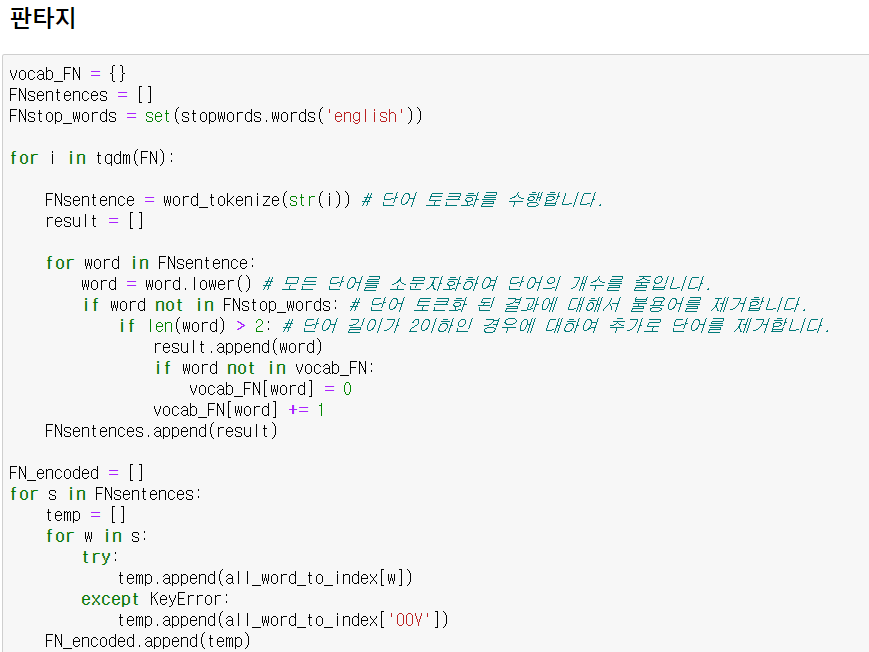 판타지
vocab_FN = {}
FNsentences = []
FNstop_words = set(stopwords.words('english'))
for i in tqdm(FN):
FNsentence = word_tokenize(str(i)) # 단어 토큰화를 수행합니다.
result = []
for word in FNsentence:
word = word.lower() # 모든 단어를 소문자화하여 단어의 개수를 줄입니다.
if word not in FNstop_words: # 단어 토큰화 된 결과에 대해서 불용어를 제거합니다.
if len(word) > 2: # 단어 길이가 2이하인 경우에 대하여 추가로 단어를 제거합니다.
result.append(word)
if word not in vocab_FN:
vocab_FN[word] = 0
vocab_FN[word] += 1
FNsentences.append(result)
FN_encoded = []
for s in FNsentences:
temp = []
for w in s:
try:
temp.append(all_word_to_index[w])
except KeyError:
temp.append(all_word_to_index['OOV'])
FN_encoded.append(temp)